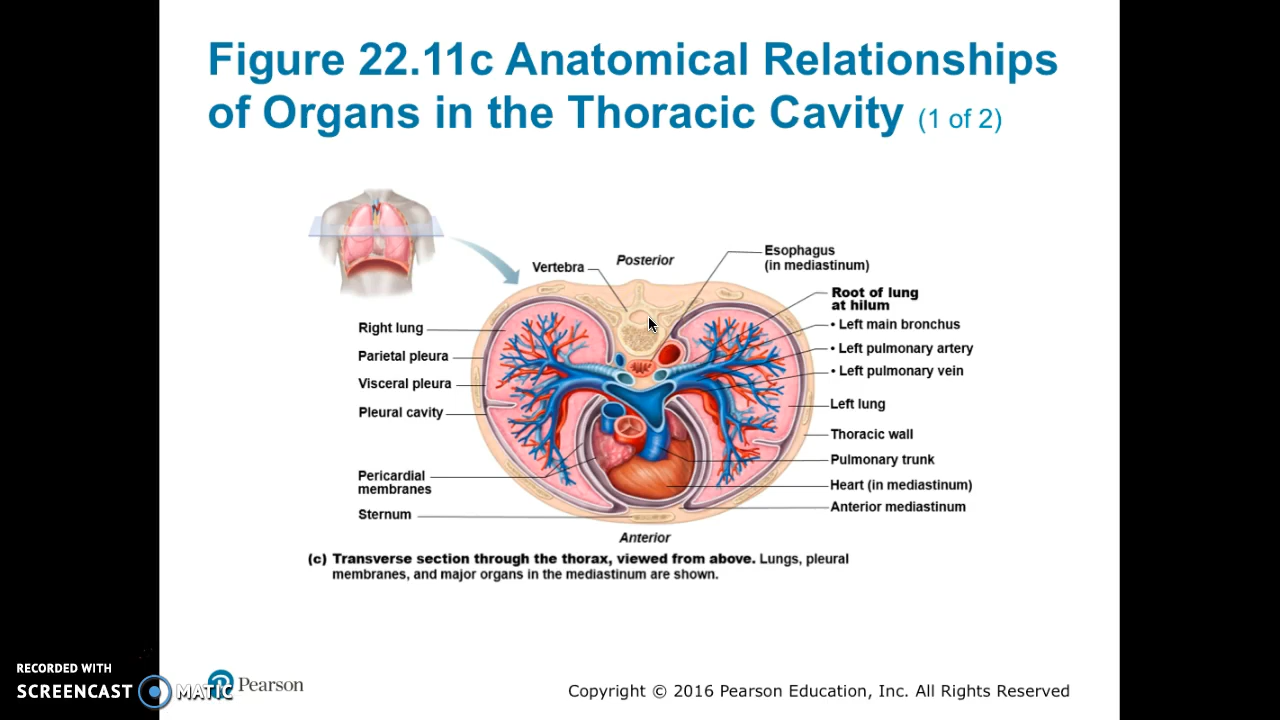 Figure 22.11c Anatomical Relationships
of Organs in the Thoracic Cavity (1 of 2)
Posterior
Vertebra
Esophagus
(in mediastinum)
Root of lung
at hilum
• Left main bronchus
• Left pulmonary artery
• Left pulmonary vein
Left lung
Thoracic wall
Pulmonary trunk
Heart (in mediastinum)
Anterior mediastinum
Right lung
Parietal pleura
Visceral pleura
Pleural cavity
Pericardial
membranes
Sternum
Anterior
(c) Transverse section through the thorax, viewed from above. Lungs, pleural
membranes, and major organs in the mediastinum are shown.
RECORDED WITH
SCREENCAST MATIC
Pearson
Copyright © 2016 Pearson Education, Inc. All Rights Reserved